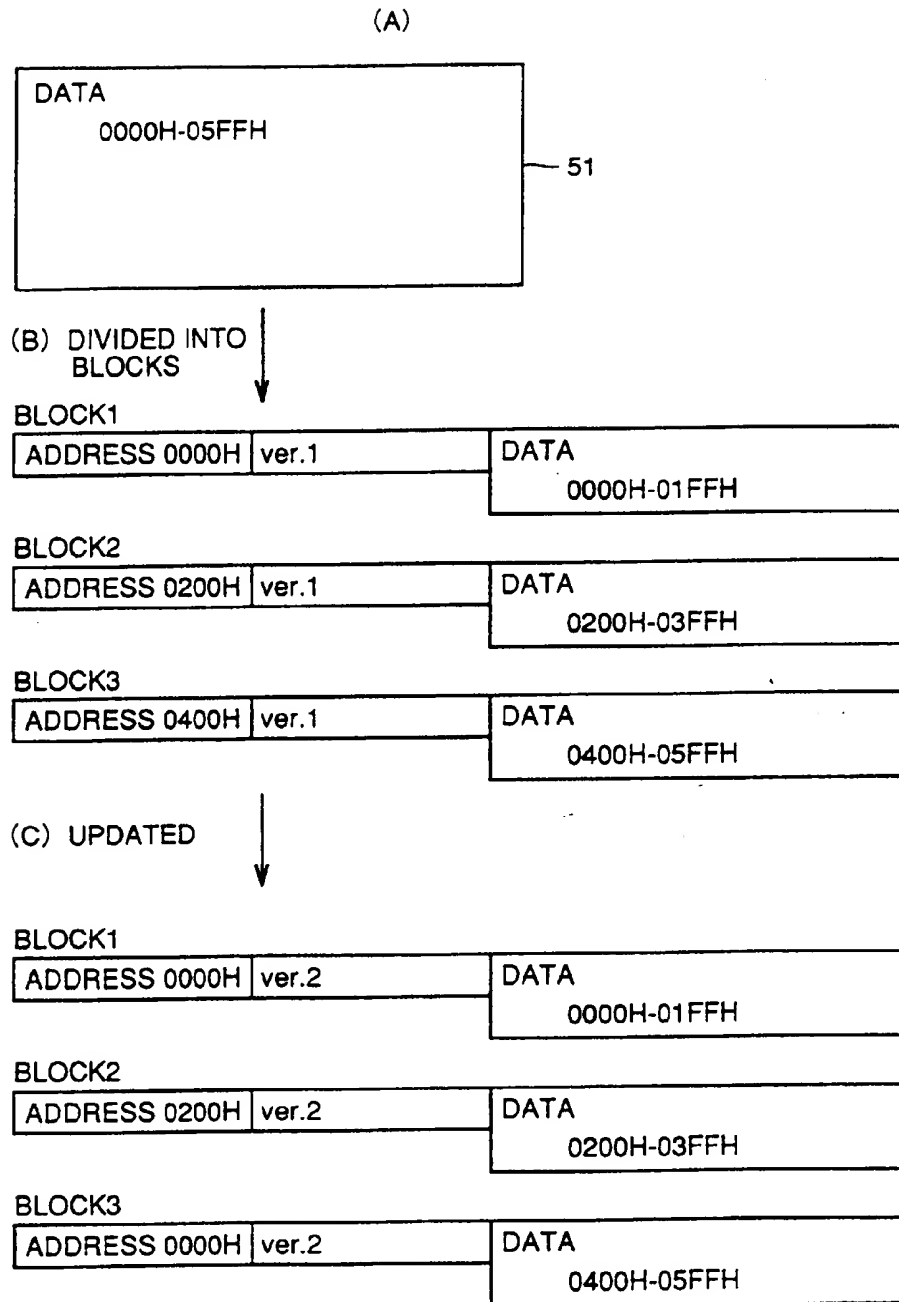 (A)
DATA
0000H-05FFH
51
(B) DIVIDED INTO
BLOCKS
BLOCK1
ADDRESS 0000H ver.1 DATA
0000H-01FFH
BLOCK2
ADDRESS 0200H ver.1 DATA
0200H-03FFH
BLOCK3
ADDRESS 0400H ver.1 DATA
0400H-05FFH
(C) UPDATED
BLOCK1
ADDRESS 0000H ver.2 DATA
0000H-01FFH
BLOCK2
ADDRESS 0200H ver.2 DATA
0200H-03FFH
BLOCK3
ADDRESS 0000H ver.2 DATA
0400H-05FFH